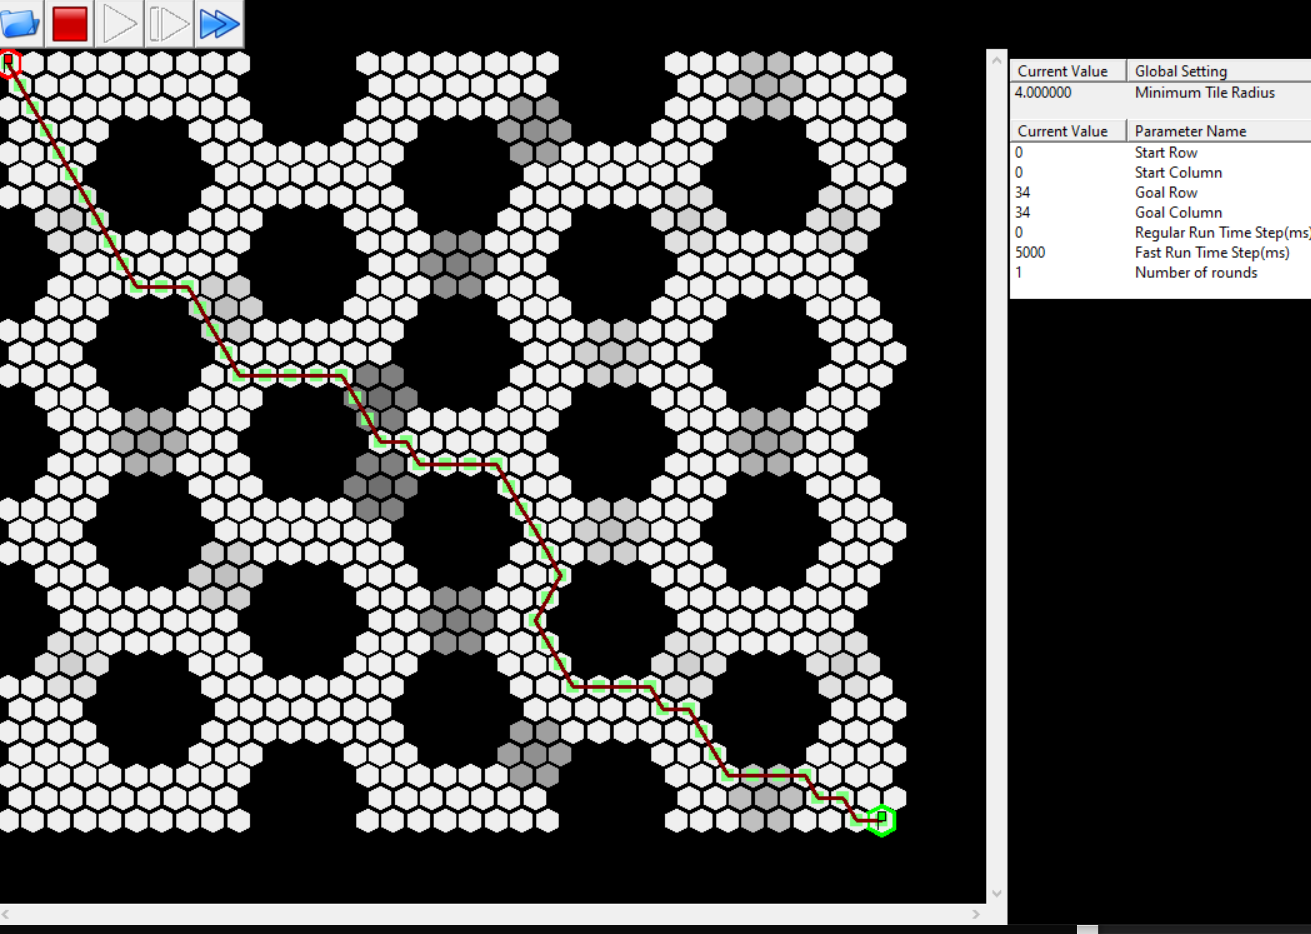 Current Value Global Setting
4.000000 Minimum Tile Radius
Current Value Parameter Name
0 Start Row
0 Start Column
34 Goal Row
34 Goal Column
0 Regular Run Time Step(ms)
5000 Fast Run Time Step(ms)
1 Number of rounds